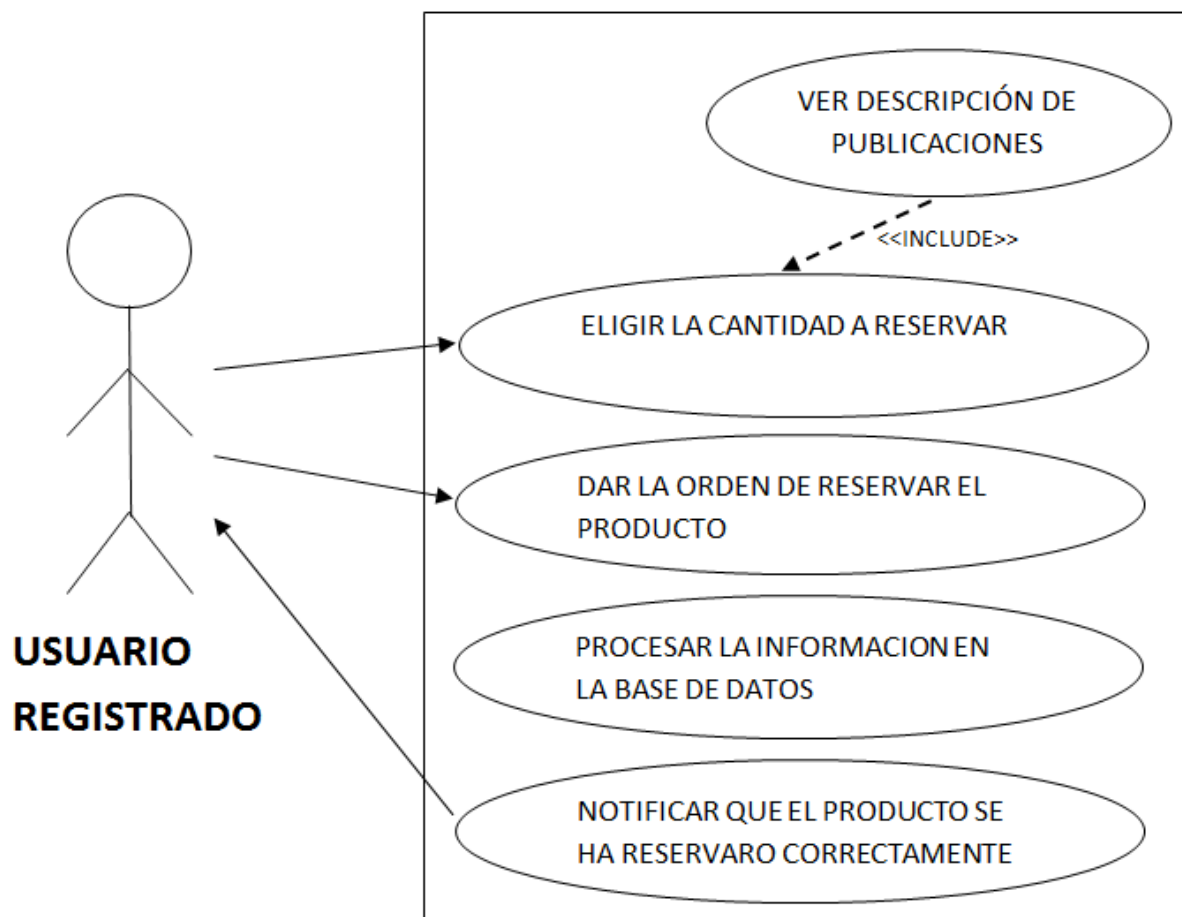 VER DESCRIPCIÓN DE
PUBLICACIONES
<<INCLUDE>>
ELIGIR LA CANTIDAD A RESERVAR
DAR LA ORDEN DE RESERVAR EL
PRODUCTO
PROCESAR LA INFORMACION EN
LA BASE DE DATOS
NOTIFICAR QUE EL PRODUCTO SE
HA RESERVARO CORRECTAMENTE
USUARIO
REGISTRADO